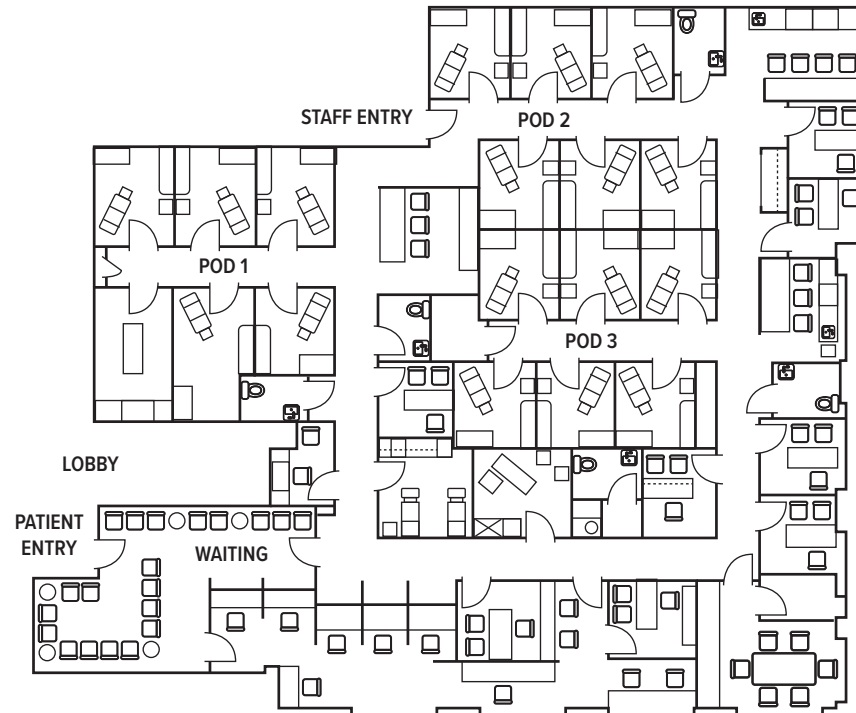 STAFF ENTRY
POD 2
POD 1
POD 3
LOBBY
PATIENT
ENTRY
WAITING